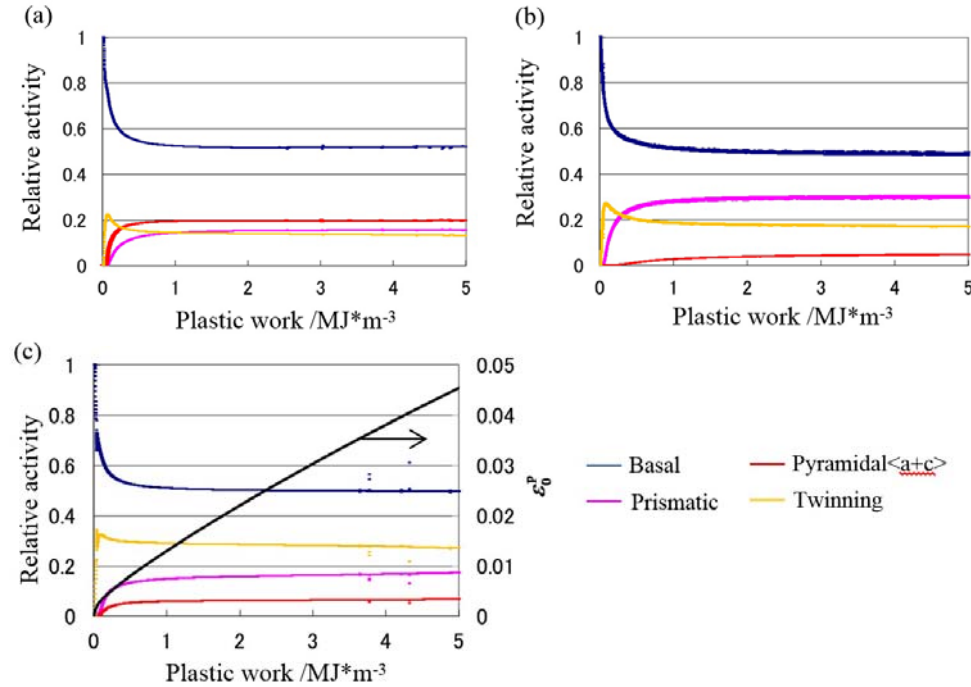 (a)
1
0.8
0.6
0.4
0.2
0
Relative activity
0 1 2 3 4 5
Plastic work /MJ*m⁻³
(b)
1
0.8
0.6
0.4
0.2
0
Relative activity
0 1 2 3 4 5
Plastic work /MJ*m⁻³
(c)
1
0.8
0.6
0.4
0.2
0
Relative activity
0.05
0.04
0.03
0.02
0.01
0
ε₀ᵖ
0 1 2 3 4 5
Plastic work /MJ*m⁻³
Basal
Pyramidal<a+c>
Prismatic
Twinning